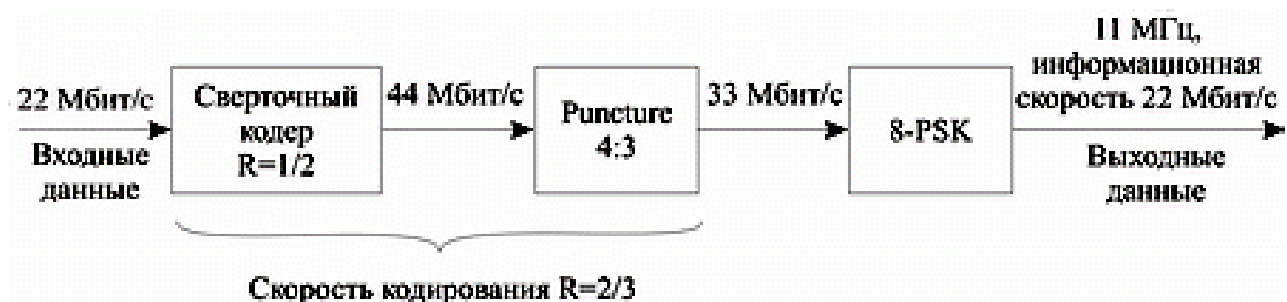 22 Мбит/с
Входные
данные
Сверточный
кодер
R=1/2
44 Мбит/с
Puncture
4:3
33 Мбит/с
8-PSK
11 МГц,
информационная
скорость 22 Мбит/с
Выходные
данные
Скорость кодирования R=2/3